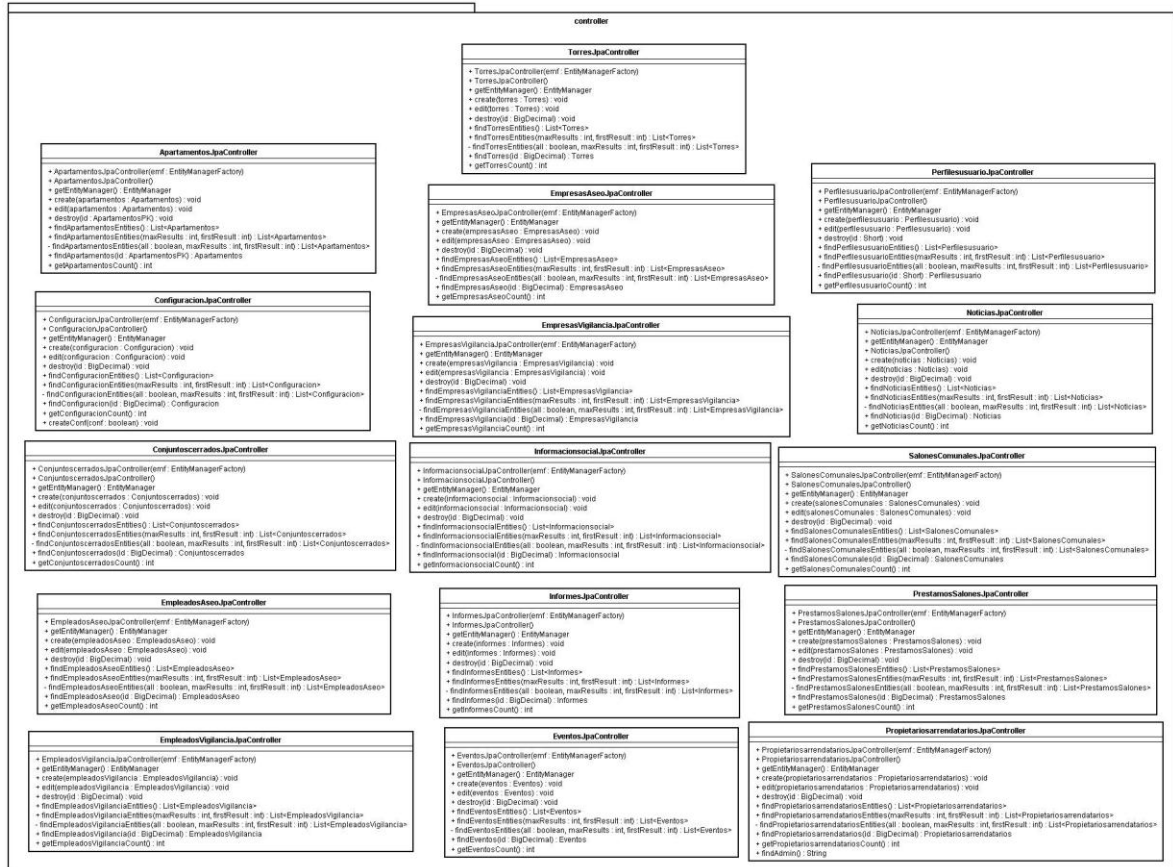 controller
TorresJpaController
+ TorresJpaController(emf : EntityManagerFactory)
+ TorresJpaController()
+ getEntityManager() : EntityManager
+ create(torres : Torres) : void
+ edit(torres : Torres) : void
+ destroy(id : BigDecimal) : void
+ findTorresEntities() : List<Torres>
+ findTorresEntities(maxResults : int, firstResult : int) : List<Torres>
- findTorresEntities(all : boolean, maxResults : int, firstResult : int) : List<Torres>
+ findTorres(id : BigDecimal) : Torres
+ getTorresCount() : int
ApartamentosJpaController
+ ApartamentosJpaController(emf : EntityManagerFactory)
+ ApartamentosJpaController()
+ getEntityManager() : EntityManager
+ create(apartamentos : Apartamentos) : void
+ edit(apartamentos : Apartamentos) : void
+ destroy(id : ApartamentosPK) : void
+ findApartamentosEntities() : List<Apartamentos>
+ findApartamentosEntities(maxResults : int, firstResult : int) : List<Apartamentos>
- findApartamentosEntities(all : boolean, maxResults : int, firstResult : int) : List<Apartamentos>
+ findApartamentos(id : ApartamentosPK) : Apartamentos
+ getApartamentosCount() : int
EmpresasAseoJpaController
+ EmpresasAseoJpaController(emf : EntityManagerFactory)
+ getEntityManager() : EntityManager
+ create(empresasAseo : EmpresasAseo) : void
+ edit(empresasAseo : EmpresasAseo) : void
+ destroy(id : BigDecimal) : void
+ findEmpresasAseoEntities() : List<EmpresasAseo>
+ findEmpresasAseoEntities(maxResults : int, firstResult : int) : List<EmpresasAseo>
- findEmpresasAseoEntities(all : boolean, maxResults : int, firstResult : int) : List<EmpresasAseo>
+ findEmpresasAseo(id : BigDecimal) : EmpresasAseo
+ getEmpresasAseoCount() : int
PerfilesusuarioJpaController
+ PerfilesusuarioJpaController(emf : EntityManagerFactory)
+ PerfilesusuarioJpaController()
+ getEntityManager() : EntityManager
+ create(perfilesusuario : Perfilesusuario) : void
+ edit(perfilesusuario : Perfilesusuario) : void
+ destroy(id : Short) : void
+ findPerfilesusuarioEntities() : List<Perfilesusuario>
+ findPerfilesusuarioEntities(maxResults : int, firstResult : int) : List<Perfilesusuario>
- findPerfilesusuarioEntities(all : boolean, maxResults : int, firstResult : int) : List<Perfilesusuario>
+ findPerfilesusuario(id : Short) : Perfilesusuario
+ getPerfilesusuarioCount() : int
ConfiguracionJpaController
+ ConfiguracionJpaController(emf : EntityManagerFactory)
+ ConfiguracionJpaController()
+ getEntityManager() : EntityManager
+ create(configuracion : Configuracion) : void
+ edit(configuracion : Configuracion) : void
+ destroy(id : BigDecimal) : void
+ findConfiguracionEntities() : List<Configuracion>
+ findConfiguracionEntities(maxResults : int, firstResult : int) : List<Configuracion>
- findConfiguracionEntities(all : boolean, maxResults : int, firstResult : int) : List<Configuracion>
+ findConfiguracion(id : BigDecimal) : Configuracion
+ getConfiguracionCount() : int
+ createConf(conf : boolean) : void
EmpresasVigilanciaJpaController
+ EmpresasVigilanciaJpaController(emf : EntityManagerFactory)
+ getEntityManager() : EntityManager
+ create(empresasVigilancia : EmpresasVigilancia) : void
+ edit(empresasVigilancia : EmpresasVigilancia) : void
+ destroy(id : BigDecimal) : void
+ findEmpresasVigilanciaEntities() : List<EmpresasVigilancia>
+ findEmpresasVigilanciaEntities(maxResults : int, firstResult : int) : List<EmpresasVigilancia>
- findEmpresasVigilanciaEntities(all : boolean, maxResults : int, firstResult : int) : List<EmpresasVigilancia>
+ findEmpresasVigilancia(id : BigDecimal) : EmpresasVigilancia
+ getEmpresasVigilanciaCount() : int
NoticiasJpaController
+ NoticiasJpaController(emf : EntityManagerFactory)
+ getEntityManager() : EntityManager
+ NoticiasJpaController()
+ create(noticias : Noticias) : void
+ edit(noticias : Noticias) : void
+ destroy(id : BigDecimal) : void
+ findNoticiasEntities() : List<Noticias>
+ findNoticiasEntities(maxResults : int, firstResult : int) : List<Noticias>
- findNoticiasEntities(all : boolean, maxResults : int, firstResult : int) : List<Noticias>
+ findNoticias(id : BigDecimal) : Noticias
+ getNoticiasCount() : int
ConjuntoscerradosJpaController
+ ConjuntoscerradosJpaController(emf : EntityManagerFactory)
+ ConjuntoscerradosJpaController()
+ getEntityManager() : EntityManager
+ create(conjuntoscerrados : Conjuntoscerrados) : void
+ edit(conjuntoscerrados : Conjuntoscerrados) : void
+ destroy(id : BigDecimal) : void
+ findConjuntoscerradosEntities() : List<Conjuntoscerrados>
+ findConjuntoscerradosEntities(maxResults : int, firstResult : int) : List<Conjuntoscerrados>
- findConjuntoscerradosEntities(all : boolean, maxResults : int, firstResult : int) : List<Conjuntoscerrados>
+ findConjuntoscerrados(id : BigDecimal) : Conjuntoscerrados
+ getConjuntoscerradosCount() : int
InformacionsocialJpaController
+ InformacionsocialJpaController(emf : EntityManagerFactory)
+ InformacionsocialJpaController()
+ getEntityManager() : EntityManager
+ create(informacionsocial : Informacionsocial) : void
+ edit(informacionsocial : Informacionsocial) : void
+ destroy(id : BigDecimal) : void
+ findInformacionsocialEntities() : List<Informacionsocial>
+ findInformacionsocialEntities(maxResults : int, firstResult : int) : List<Informacionsocial>
- findInformacionsocialEntities(all : boolean, maxResults : int, firstResult : int) : List<Informacionsocial>
+ findInformacionsocial(id : BigDecimal) : Informacionsocial
+ getInformacionsocialCount() : int
SalonesComunalesJpaController
+ SalonesComunalesJpaController(emf : EntityManagerFactory)
+ SalonesComunalesJpaController()
+ getEntityManager() : EntityManager
+ create(salonesComunales : SalonesComunales) : void
+ edit(salonesComunales : SalonesComunales) : void
+ destroy(id : BigDecimal) : void
+ findSalonesComunalesEntities() : List<SalonesComunales>
+ findSalonesComunalesEntities(maxResults : int, firstResult : int) : List<SalonesComunales>
- findSalonesComunalesEntities(all : boolean, maxResults : int, firstResult : int) : List<SalonesComunales>
+ findSalonesComunales(id : BigDecimal) : SalonesComunales
+ getSalonesComunalesCount() : int
EmpleadosAseoJpaController
+ EmpleadosAseoJpaController(emf : EntityManagerFactory)
+ getEntityManager() : EntityManager
+ create(empleadosAseo : EmpleadosAseo) : void
+ edit(empleadosAseo : EmpleadosAseo) : void
+ destroy(id : BigDecimal) : void
+ findEmpleadosAseoEntities() : List<EmpleadosAseo>
+ findEmpleadosAseoEntities(maxResults : int, firstResult : int) : List<EmpleadosAseo>
- findEmpleadosAseoEntities(all : boolean, maxResults : int, firstResult : int) : List<EmpleadosAseo>
+ findEmpleadosAseo(id : BigDecimal) : EmpleadosAseo
+ getEmpleadosAseoCount() : int
InformesJpaController
+ InformesJpaController(emf : EntityManagerFactory)
+ InformesJpaController()
+ getEntityManager() : EntityManager
+ create(informes : Informes) : void
+ edit(informes : Informes) : void
+ destroy(id : BigDecimal) : void
+ findInformesEntities() : List<Informes>
+ findInformesEntities(maxResults : int, firstResult : int) : List<Informes>
- findInformesEntities(all : boolean, maxResults : int, firstResult : int) : List<Informes>
+ findInformes(id : BigDecimal) : Informes
+ getInformesCount() : int
PrestamosSalonesJpaController
+ PrestamosSalonesJpaController(emf : EntityManagerFactory)
+ PrestamosSalonesJpaController()
+ getEntityManager() : EntityManager
+ create(prestamosSalones : PrestamosSalones) : void
+ edit(prestamosSalones : PrestamosSalones) : void
+ destroy(id : BigDecimal) : void
+ findPrestamosSalonesEntities() : List<PrestamosSalones>
+ findPrestamosSalonesEntities(maxResults : int, firstResult : int) : List<PrestamosSalones>
- findPrestamosSalonesEntities(all : boolean, maxResults : int, firstResult : int) : List<PrestamosSalones>
+ findPrestamosSalones(id : BigDecimal) : PrestamosSalones
+ getPrestamosSalonesCount() : int
EmpleadosVigilanciaJpaController
+ EmpleadosVigilanciaJpaController(emf : EntityManagerFactory)
+ getEntityManager() : EntityManager
+ create(empleadosVigilancia : EmpleadosVigilancia) : void
+ edit(empleadosVigilancia : EmpleadosVigilancia) : void
+ destroy(id : BigDecimal) : void
+ findEmpleadosVigilanciaEntities() : List<EmpleadosVigilancia>
+ findEmpleadosVigilanciaEntities(maxResults : int, firstResult : int) : List<EmpleadosVigilancia>
- findEmpleadosVigilanciaEntities(all : boolean, maxResults : int, firstResult : int) : List<EmpleadosVigilancia>
+ findEmpleadosVigilancia(id : BigDecimal) : EmpleadosVigilancia
+ getEmpleadosVigilanciaCount() : int
EventosJpaController
+ EventosJpaController(emf : EntityManagerFactory)
+ EventosJpaController()
+ getEntityManager() : EntityManager
+ create(eventos : Eventos) : void
+ edit(eventos : Eventos) : void
+ destroy(id : BigDecimal) : void
+ findEventosEntities() : List<Eventos>
+ findEventosEntities(maxResults : int, firstResult : int) : List<Eventos>
- findEventosEntities(all : boolean, maxResults : int, firstResult : int) : List<Eventos>
+ findEventos(id : BigDecimal) : Eventos
+ getEventosCount() : int
PropietariosarrendatariosJpaController
+ PropietariosarrendatariosJpaController(emf : EntityManagerFactory)
+ PropietariosarrendatariosJpaController()
+ getEntityManager() : EntityManager
+ create(propietariosarrendatarios : Propietariosarrendatarios) : void
+ edit(propietariosarrendatarios : Propietariosarrendatarios) : void
+ destroy(id : BigDecimal) : void
+ findPropietariosarrendatariosEntities() : List<Propietariosarrendatarios>
+ findPropietariosarrendatariosEntities(maxResults : int, firstResult : int) : List<Propietariosarrendatarios>
- findPropietariosarrendatariosEntities(all : boolean, maxResults : int, firstResult : int) : List<Propietariosarrendatarios>
+ findPropietariosarrendatarios(id : BigDecimal) : Propietariosarrendatarios
+ getPropietariosarrendatariosCount() : int
+ findAdmin() : String